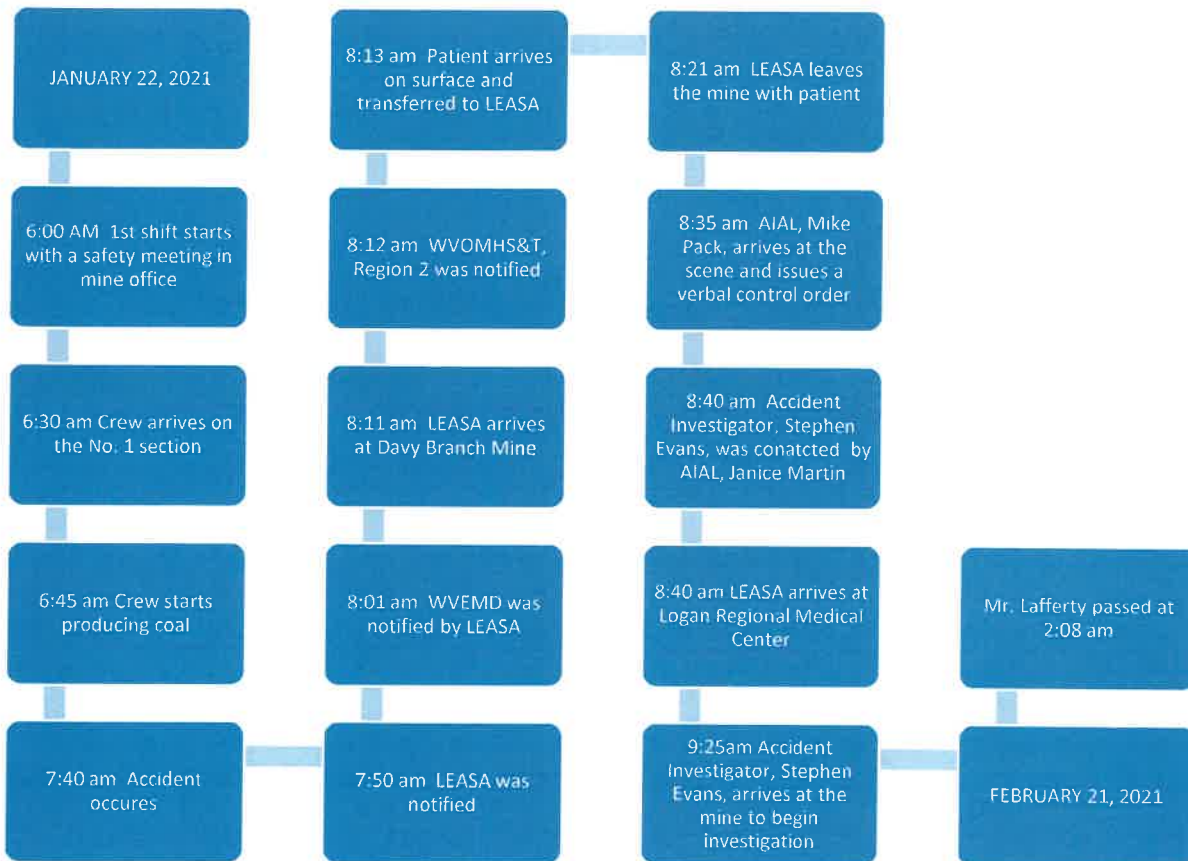 JANUARY 22, 2021
6:00 AM 1st shift starts
with a safety meeting in
mine office
6:30 am Crew arrives on
the No. 1 section
6:45 am Crew starts
producing coal
7:40 am Accident
occures
7:50 am LEASA was
notified
8:01 am WVEMD was
notified by LEASA
8:11 am LEASA arrives
at Davy Branch Mine
8:12 am WVOMHS&T,
Region 2 was notified
8:13 am Patient arrives
on surface and
transferred to LEASA
8:21 am LEASA leaves
the mine with patient
8:35 am AIAL, Mike
Pack, arrives at the
scene and issues a
verbal control order
8:40 am Accident
Investigator, Stephen
Evans, was conatcted by
AIAL, Janice Martin
8:40 am LEASA arrives at
Logan Regional Medical
Center
9:25am Accident
Investigator, Stephen
Evans, arrives at the
mine to begin
investigation
FEBRUARY 21, 2021
Mr. Lafferty passed at
2:08 am